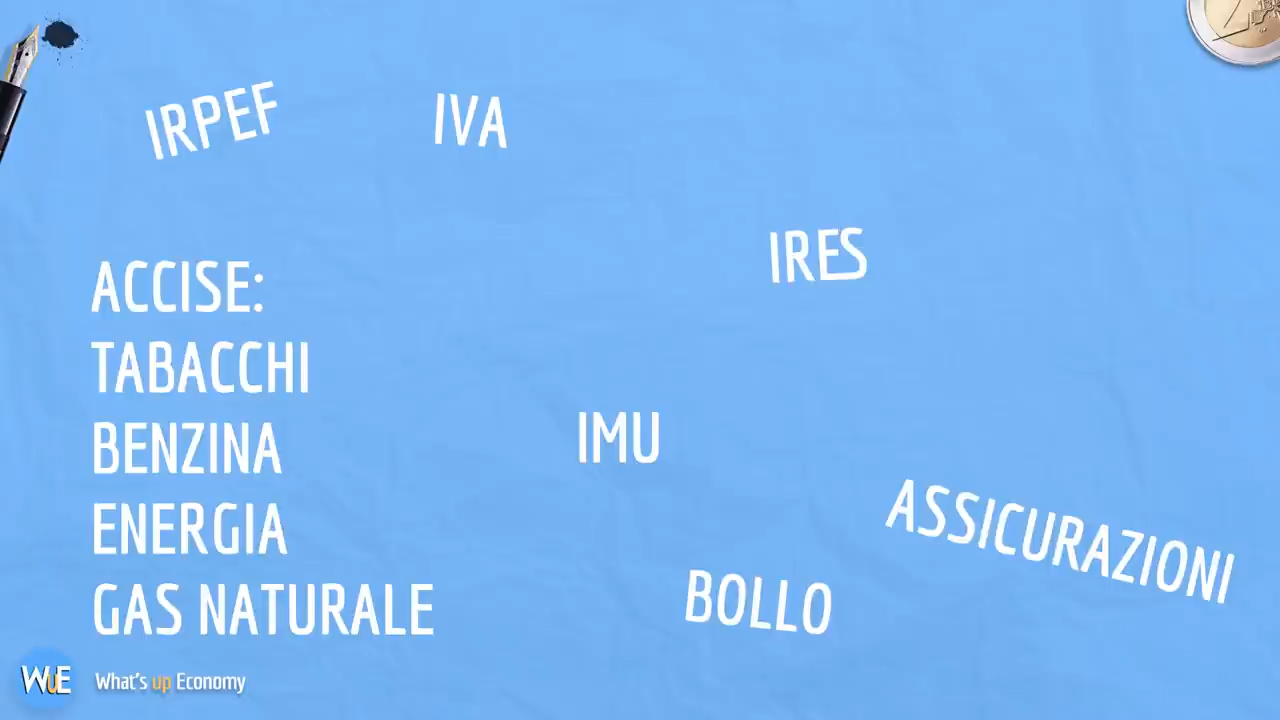 IRPEF
IVA
IRES
ACCISE:
TABACCHI
BENZINA
ENERGIA
GAS NATURALE
IMU
ASSICURAZIONI
BOLLO
WuE
What's up Economy